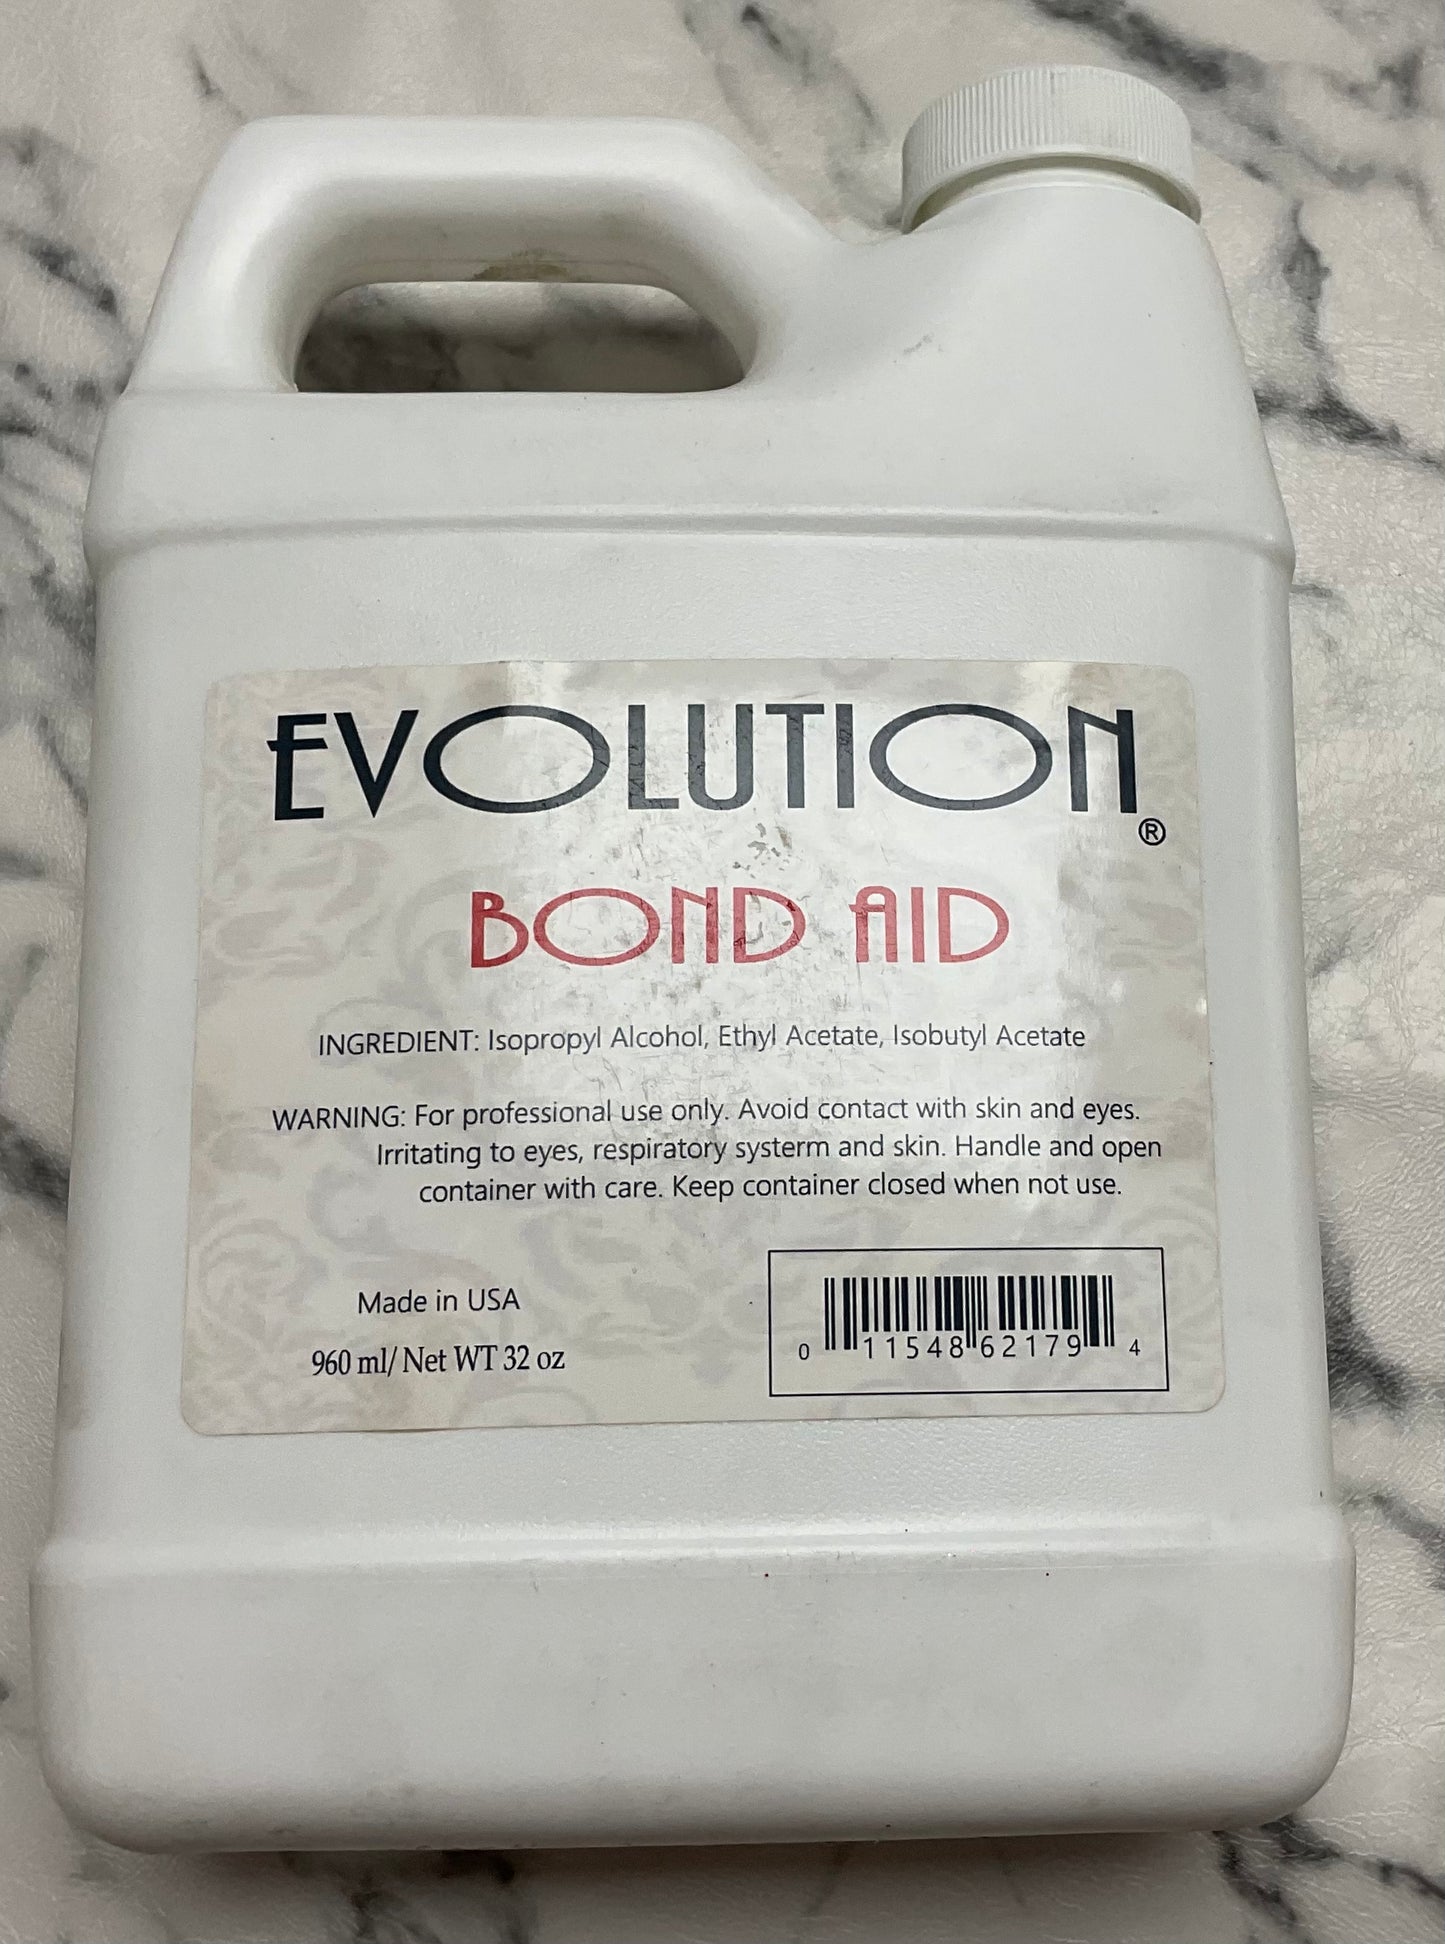 EVOLUTION®
BOND AID
INGREDIENT: Isopropyl Alcohol, Ethyl Acetate, Isobutyl Acetate
WARNING: For professional use only. Avoid contact with skin and eyes.
Irritating to eyes, respiratory systerm and skin. Handle and open
container with care. Keep container closed when not use.
Made in USA
960 ml/ Net WT 32 oz
0 11548 62179 4